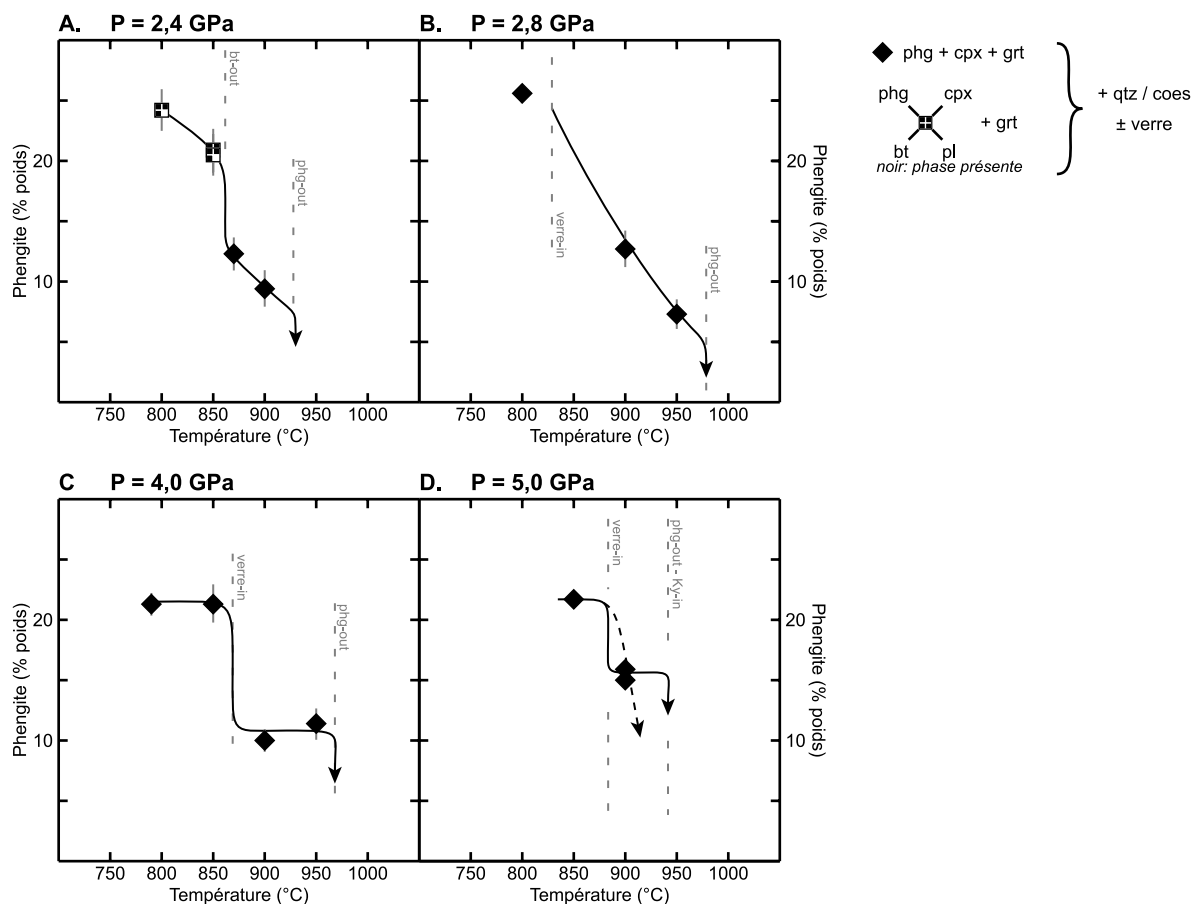 A. P = 2,4 GPa
bt-out
phg-out
20
10
Phengite (% poids)
750 800 850 900 950 1000
Température (°C)
B. P = 2,8 GPa
verre-in
phg-out
20
10
Phengite (% poids)
750 800 850 900 950 1000
Température (°C)
phg + cpx + grt
phg cpx
+ grt
bt pl
noir: phase présente
+ qtz / coes
± verre
C P = 4,0 GPa
verre-in
phg-out
20
10
Phengite (% poids)
750 800 850 900 950 1000
Température (°C)
D. P = 5,0 GPa
verre-in
phg-out - Ky-in
20
10
Phengite (% poids)
750 800 850 900 950 1000
Température (°C)